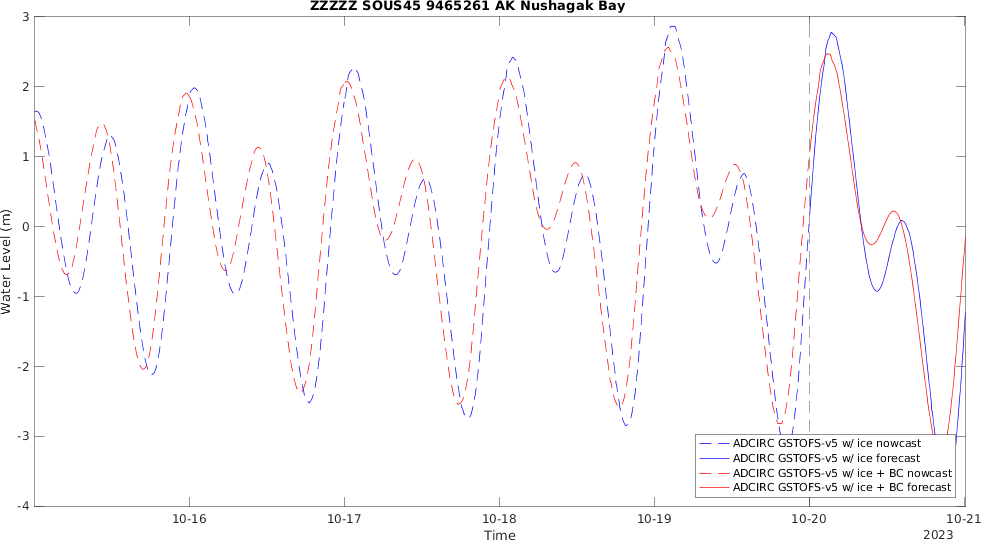 ZZZZZ SOUS45 9465261 AK Nushagak Bay
3
2
1
0
-1
-2
-3
-4
Water Level (m)
10-16
10-17
10-18
10-19
10-20
10-21
Time
2023
ADCIRC GSTOFS-v5 w/ ice nowcast
ADCIRC GSTOFS-v5 w/ ice forecast
ADCIRC GSTOFS-v5 w/ ice + BC nowcast
ADCIRC GSTOFS-v5 w/ ice + BC forecast